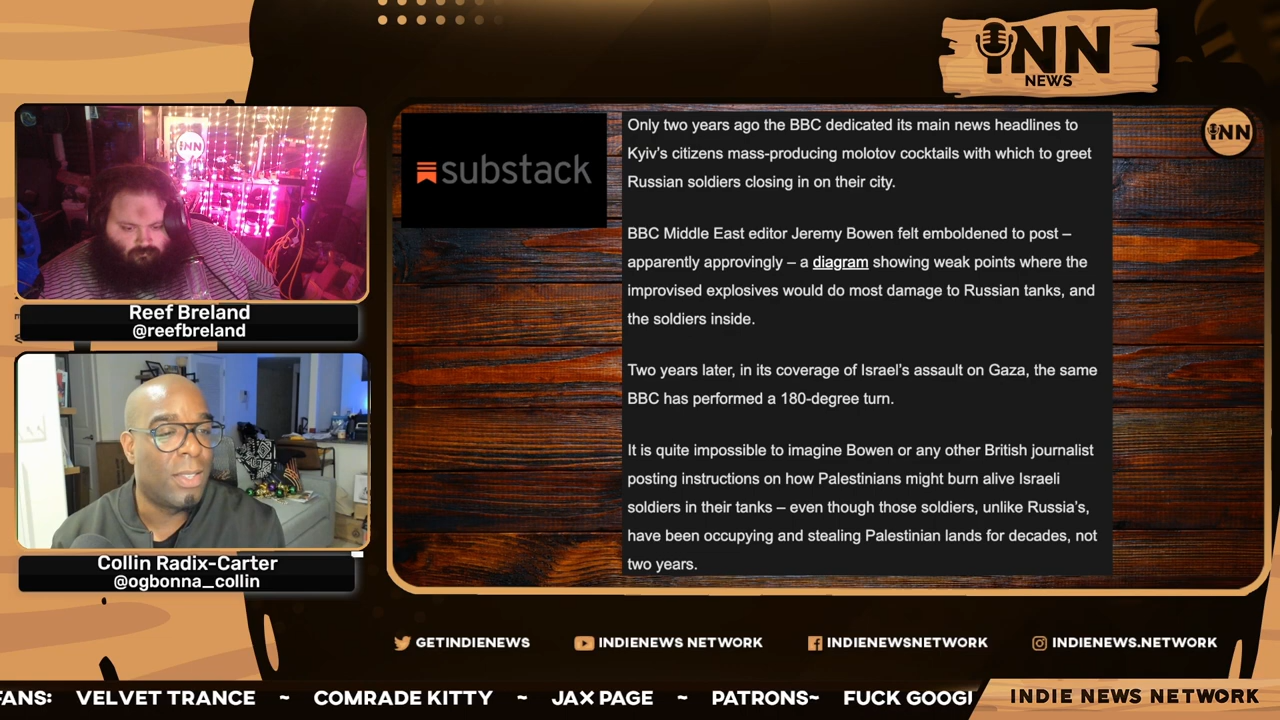 INN
NEWS
INN
INN
substack
Only two years ago the BBC dedicated its main news headlines to
Kyiv's citizens mass-producing molotov cocktails with which to greet
Russian soldiers closing in on their city.
BBC Middle East editor Jeremy Bowen felt emboldened to post –
apparently approvingly – a diagram showing weak points where the
improvised explosives would do most damage to Russian tanks, and
the soldiers inside.
Two years later, in its coverage of Israel's assault on Gaza, the same
BBC has performed a 180-degree turn.
It is quite impossible to imagine Bowen or any other British journalist
posting instructions on how Palestinians might burn alive Israeli
soldiers in their tanks – even though those soldiers, unlike Russia's,
have been occupying and stealing Palestinian lands for decades, not
two years.
Reef Breland
@reefbreland
Collin Radix-Carter
@ogbonna_collin
GETINDIENEWS
INDIENEWS NETWORK
INDIENEWSNETWORK
INDIENEWS.NETWORK
FANS: VELVET TRANCE ~ COMRADE KITTY ~ JAX PAGE ~ PATRONS~ FUCK GOOGI
INDIE NEWS NETWORK